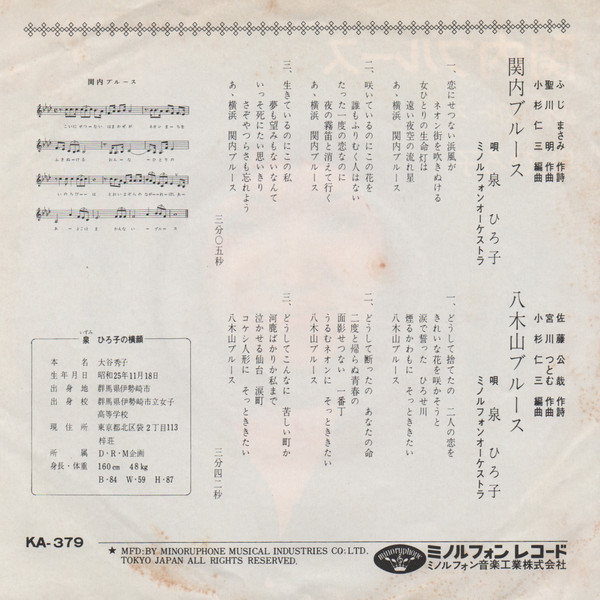 関内ブルース
ふじ まさみ 作詩
聖川 明 作曲
小杉 仁三 編曲
唄 泉 ひろ子
ミノルフォンオーケストラ
一、恋にせつない浜風が
ネオン街を吹きぬける
女ひとりの生命灯は
遠い夜空の流れ星
あゝ横浜 関内ブルース
二、咲いているのにこの花を
誰もふりむく人はない
たった一度の恋なのに
夜の霧笛と消えて行く
あゝ横浜 関内ブルース
三、生きているのにこの私
夢も望みもないなんて
いっそ死にたい思いきり
さぞやつらさも忘れよう
あゝ横浜 関内ブルース
三分〇五秒
八木山ブルース
佐藤 公哉 作詩
宮川 つとむ 作曲
小杉 仁三 編曲
唄 泉 ひろ子
ミノルフォンオーケストラ
一、どうして捨てたの 二人の恋を
きれいな花を咲かそうと
涙で誓った ひろせ川
煙るかわもに そっとききたい
八木山ブルース
二、どうして断ったの あなたの命
二度と帰らぬ青春の
面影せつない 一番丁
うるむネオンに そっとききたい
八木山ブルース
三、どうしてこんなに 苦しい町か
河鹿ばかりか私まで
泣かせる仙台 涙町
コケシ人形に そっとききたい
八木山ブルース
三分四二秒
関内ブルース
いずみ
泉 ひろ子の横顔
本名 大谷秀子
生年月日 昭和25年11月18日
出身地 群馬県伊勢崎市
出身校 群馬県伊勢崎市立女子
高等学校
現住所 東京都北区袋2丁目113
梓荘
所属 D・R・M企画
身長・体重 160cm 48kg
B・84 W・59 H・87
KA-379
★ MFD:BY MINORUPHONE MUSICAL INDUSTRIES CO:LTD.
TOKYO JAPAN ALL RIGHTS RESERVED.
minoruphone
ミノルフォンレコード
ミノルフォン音楽工業株式会社